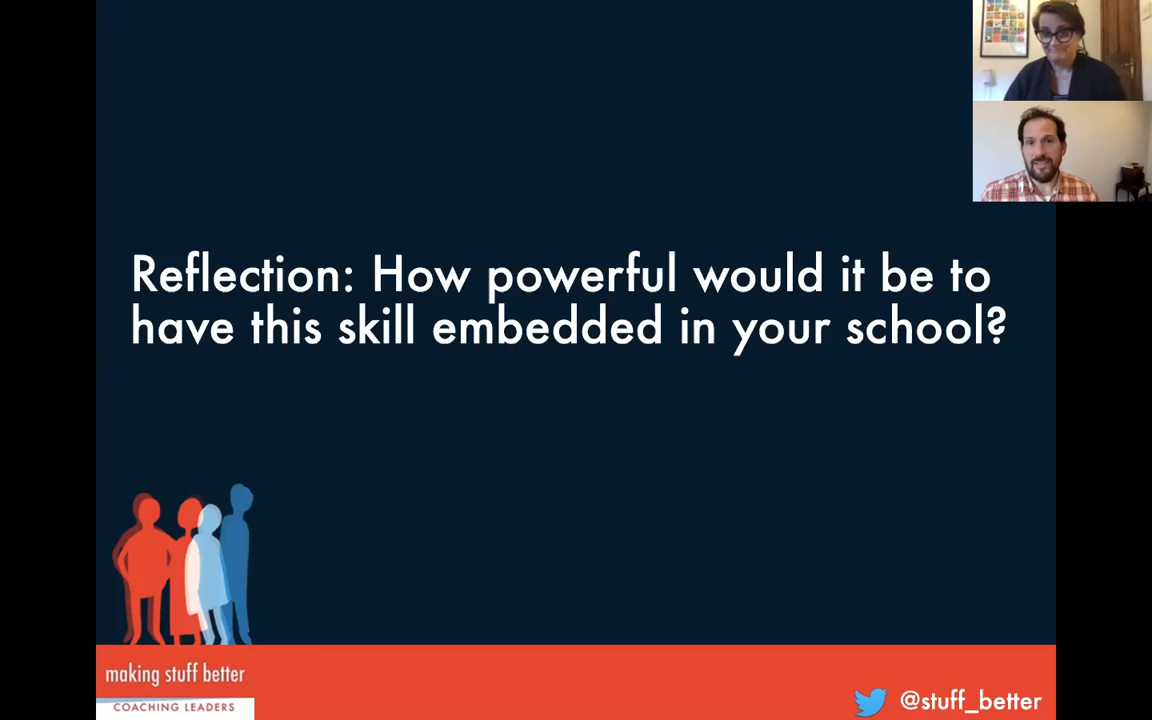 Reflection: How powerful would it be to
have this skill embedded in your school?
making stuff better
COACHING LEADERS
@stuff_better